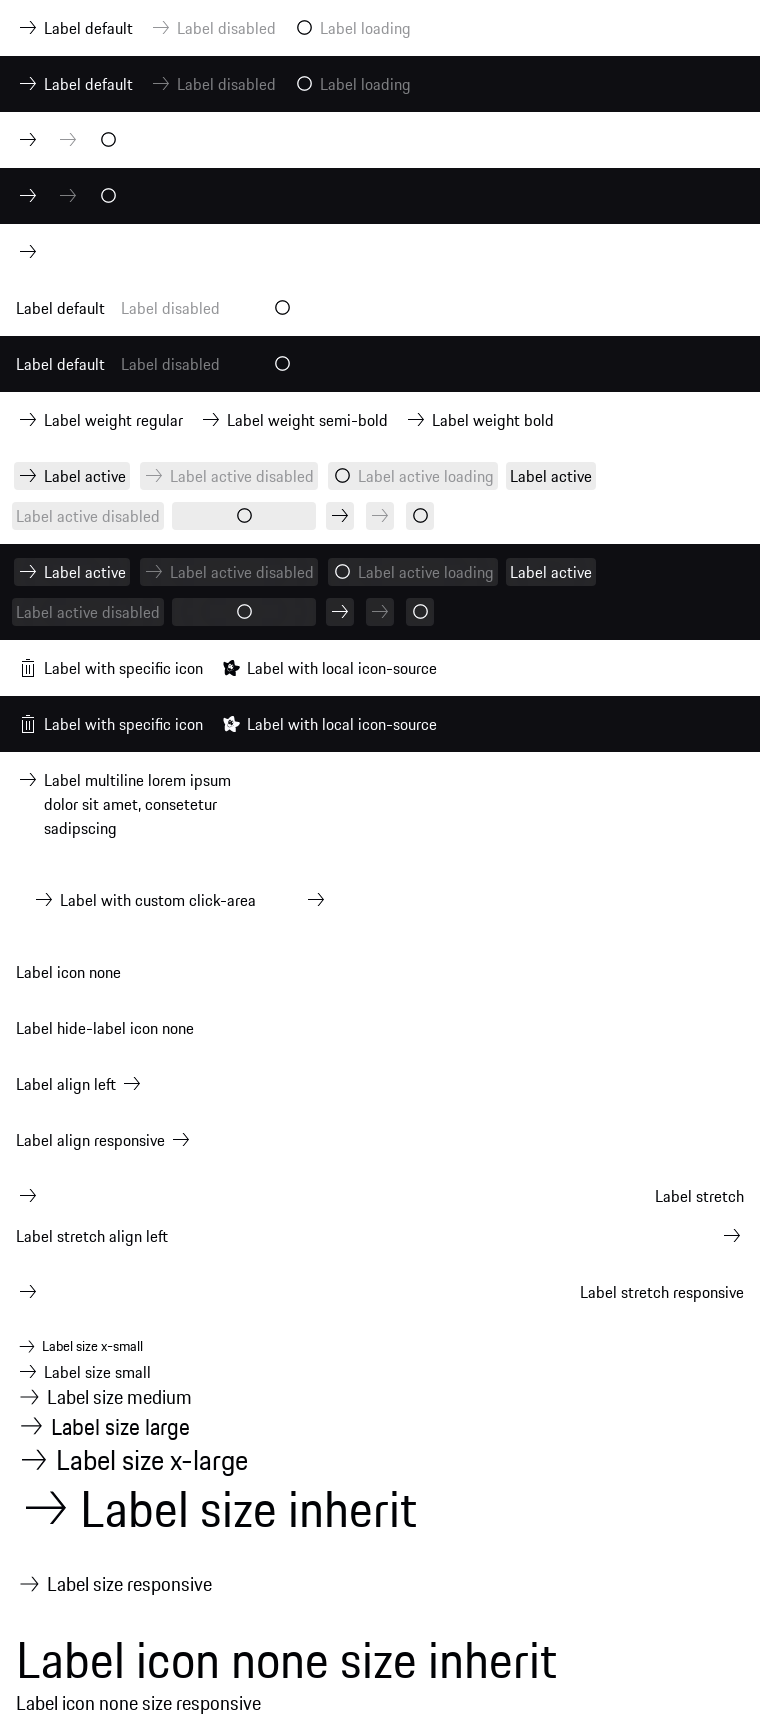 Label default Label disabled Label loading
Label default Label disabled Label loading
Label default Label disabled
Label default Label disabled
Label weight regular Label weight semi-bold Label weight bold
Label active Label active disabled Label active loading Label active
Label active disabled
Label active Label active disabled Label active loading Label active
Label active disabled
Label with specific icon Label with local icon-source
Label with specific icon Label with local icon-source
Label multiline lorem ipsum
dolor sit amet, consetetur
sadipscing
Label with custom click-area
Label icon none
Label hide-label icon none
Label align left
Label align responsive
Label stretch
Label stretch align left
Label stretch responsive
Label size x-small
Label size small
Label size medium
Label size large
Label size x-large
Label size inherit
Label size responsive
Label icon none size inherit
Label icon none size responsive